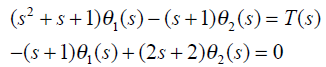 (s² + s + 1)θ₁(s) − (s + 1)θ₂(s) = T(s)
−(s + 1)θ₁(s) + (2s + 2)θ₂(s) = 0